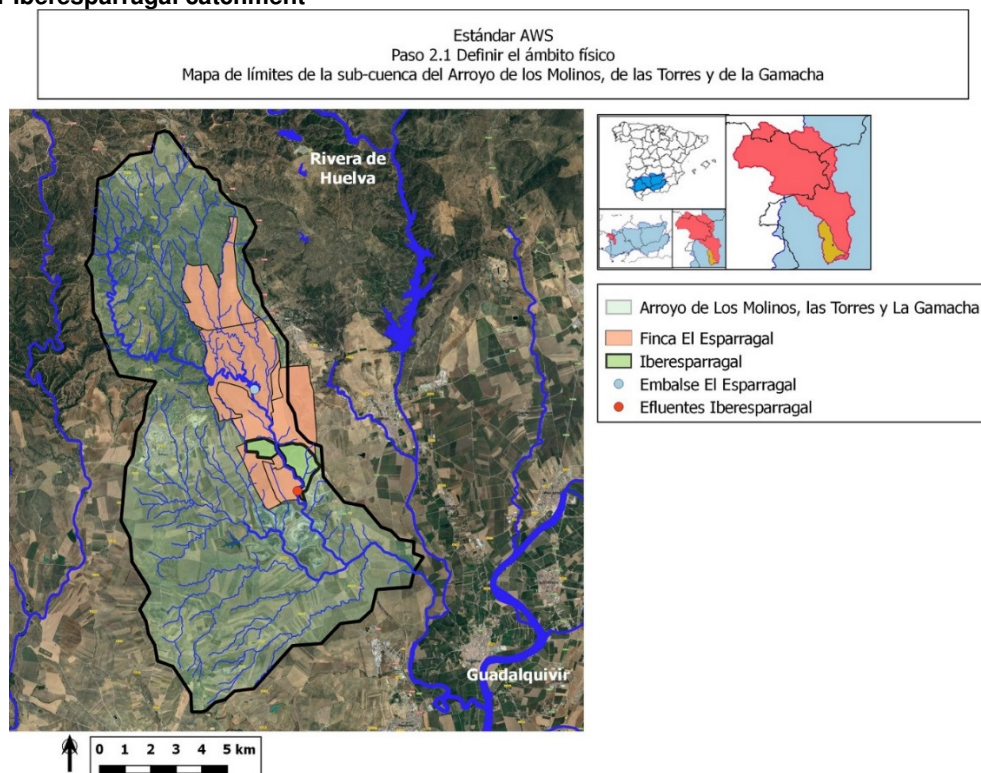 Iberesparragal catchment
Estándar AWS
Paso 2.1 Definir el ámbito físico
Mapa de límites de la sub-cuenca del Arroyo de los Molinos, de las Torres y de la Gamacha
Rivera de
Huelva
Guadalquivir
Arroyo de Los Molinos, las Torres y La Gamacha
Finca El Esparragal
Iberesparragal
Embalse El Esparragal
Efluentes Iberesparragal
0 1 2 3 4 5 km